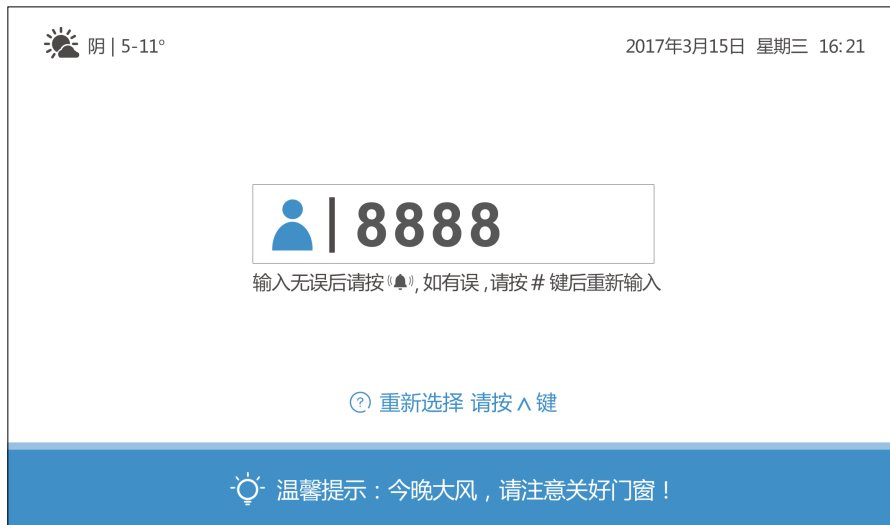 阴 | 5-11°
2017年3月15日 星期三 16:21
8888
输入无误后请按，如有误，请按 # 键后重新输入
? 重新选择 请按 ∧ 键
温馨提示：今晚大风，请注意关好门窗！